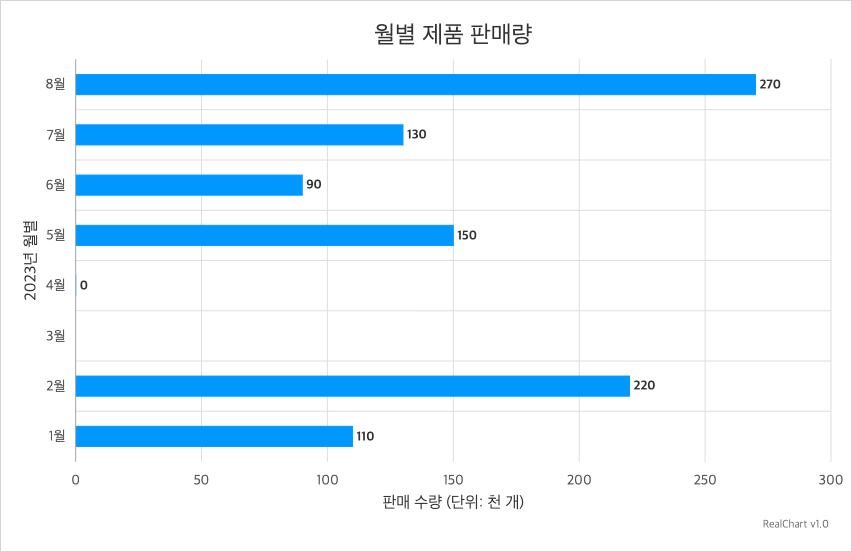 월별 제품 판매량
2023년 월별
8월 270
7월 130
6월 90
5월 150
4월 0
3월
2월 220
1월 110
0 50 100 150 200 250 300
판매 수량 (단위: 천 개)
RealChart v1.0